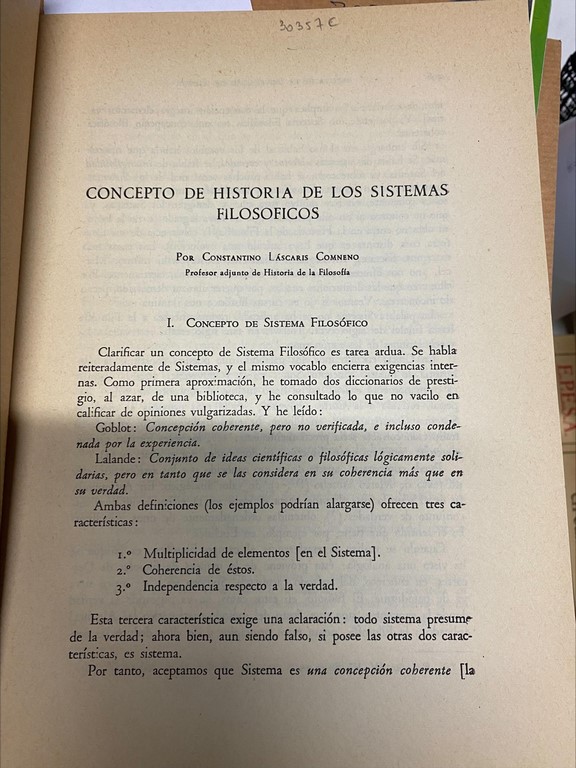 30357C
CONCEPTO DE HISTORIA DE LOS SISTEMAS
FILOSOFICOS
POR CONSTANTINO LÁSCARIS COMNENO
Profesor adjunto de Historia de la Filosofía
I. CONCEPTO DE SISTEMA FILOSÓFICO
Clarificar un concepto de Sistema Filosófico es tarea ardua. Se habla
reiteradamente de Sistemas, y el mismo vocablo encierra exigencias inter-
nas. Como primera aproximación, he tomado dos diccionarios de presti-
gio, al azar, de una biblioteca, y he consultado lo que no vacilo en
calificar de opiniones vulgarizadas. Y he leído:
Goblot: Concepción coherente, pero no verificada, e incluso conde-
nada por la experiencia.
Lalande: Conjunto de ideas científicas o filosóficas lógicamente soli-
darias, pero en tanto que se las considera en su coherencia más que en
su verdad.
Ambas definiciones (los ejemplos podrían alargarse) ofrecen tres ca-
racterísticas:
1.º Multiplicidad de elementos [en el Sistema].
2.º Coherencia de éstos.
3.º Independencia respecto a la verdad.
Esta tercera característica exige una aclaración: todo sistema presume
de la verdad; ahora bien, aun siendo falso, si posee las otras dos carac-
terísticas, es sistema.
Por tanto, aceptamos que Sistema es una concepción coherente [la
EPESA